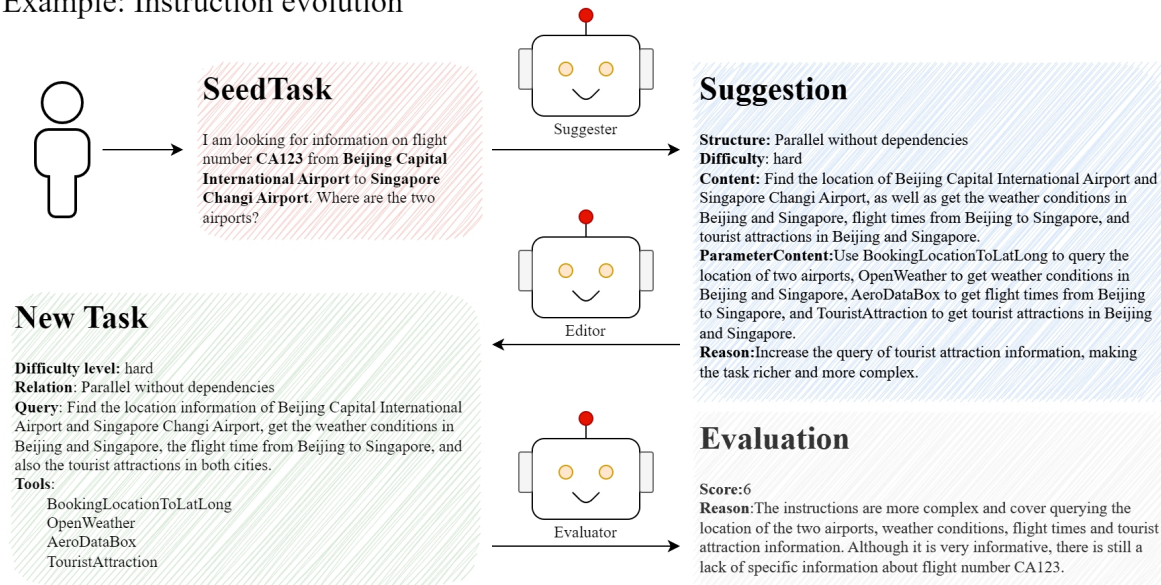 Example: Instruction evolution
SeedTask
I am looking for information on flight
number CA123 from Beijing Capital
International Airport to Singapore
Changi Airport. Where are the two
airports?
Suggester
Suggestion
Structure: Parallel without dependencies
Difficulty: hard
Content: Find the location of Beijing Capital International Airport and
Singapore Changi Airport, as well as get the weather conditions in
Beijing and Singapore, flight times from Beijing to Singapore, and
tourist attractions in Beijing and Singapore.
ParameterContent:Use BookingLocationToLatLong to query the
location of two airports, OpenWeather to get weather conditions in
Beijing and Singapore, AeroDataBox to get flight times from Beijing
to Singapore, and TouristAttraction to get tourist attractions in Beijing
and Singapore.
Reason:Increase the query of tourist attraction information, making
the task richer and more complex.
Editor
New Task
Difficulty level: hard
Relation: Parallel without dependencies
Query: Find the location information of Beijing Capital International
Airport and Singapore Changi Airport, get the weather conditions in
Beijing and Singapore, the flight time from Beijing to Singapore, and
also the tourist attractions in both cities.
Tools:
BookingLocationToLatLong
OpenWeather
AeroDataBox
TouristAttraction
Evaluator
Evaluation
Score:6
Reason:The instructions are more complex and cover querying the
location of the two airports, weather conditions, flight times and tourist
attraction information. Although it is very informative, there is still a
lack of specific information about flight number CA123.